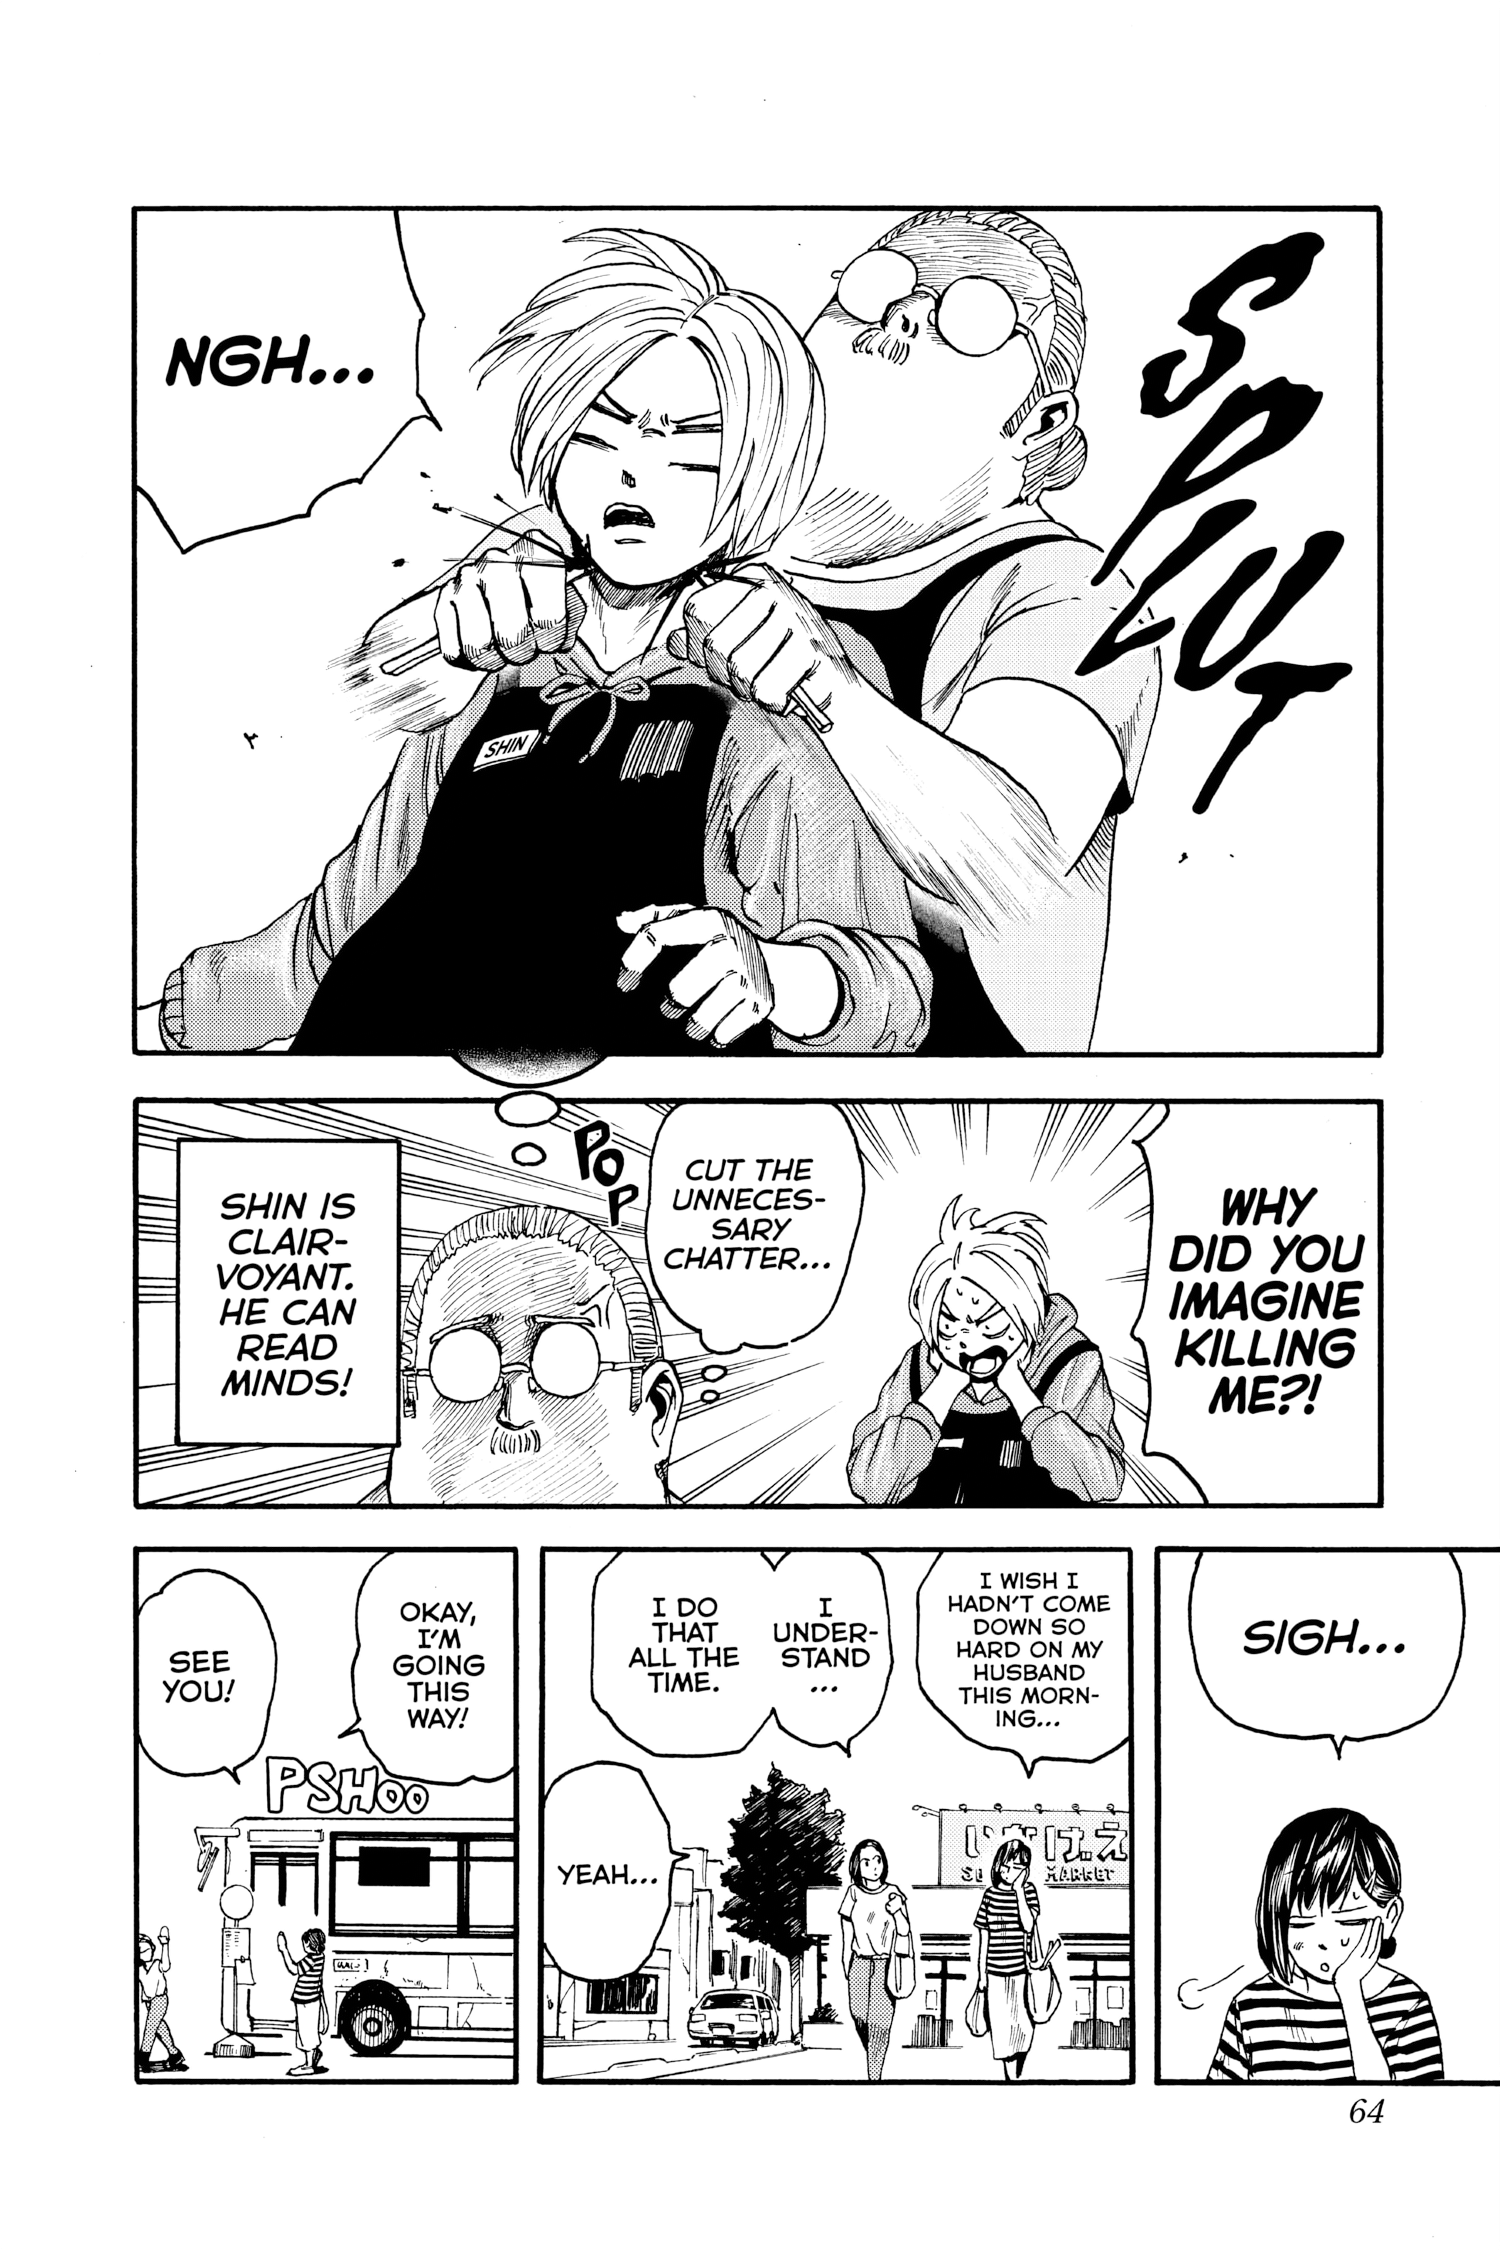 NGH...
SPLUT
SHIN
WHY
DID YOU
IMAGINE
KILLING
ME?!
CUT THE
UNNECES-
SARY
CHATTER...
POP
SHIN IS
CLAIR-
VOYANT.
HE CAN
READ
MINDS!
SIGH...
I WISH I
HADN'T COME
DOWN SO
HARD ON MY
HUSBAND
THIS MORN-
ING...
I
UNDER-
STAND
...
I DO
THAT
ALL THE
TIME.
YEAH...
MARKET
OKAY,
I'M
GOING
THIS
WAY!
SEE
YOU!
PSHOO
64